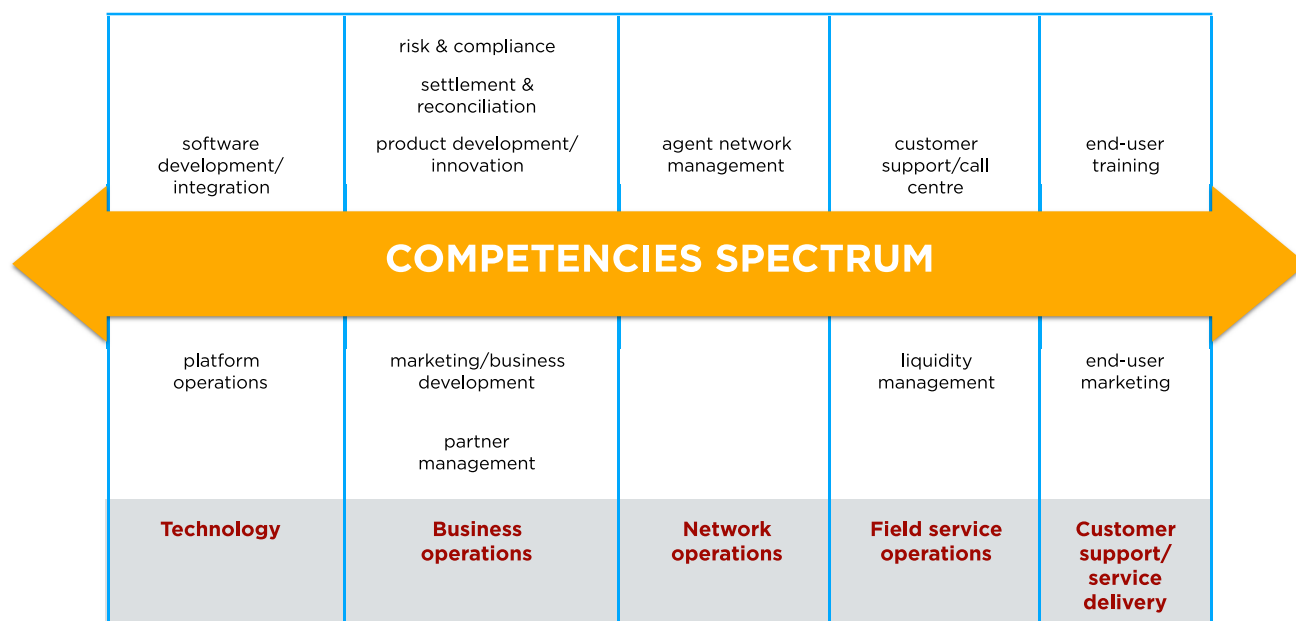 risk & compliance
settlement &
reconciliation
software
development/
integration
product development/
innovation
agent network
management
customer
support/call
centre
end-user
training
COMPETENCIES SPECTRUM
platform
operations
marketing/business
development
partner
management
liquidity
management
end-user
marketing
Technology
Business
operations
Network
operations
Field service
operations
Customer
support/
service
delivery